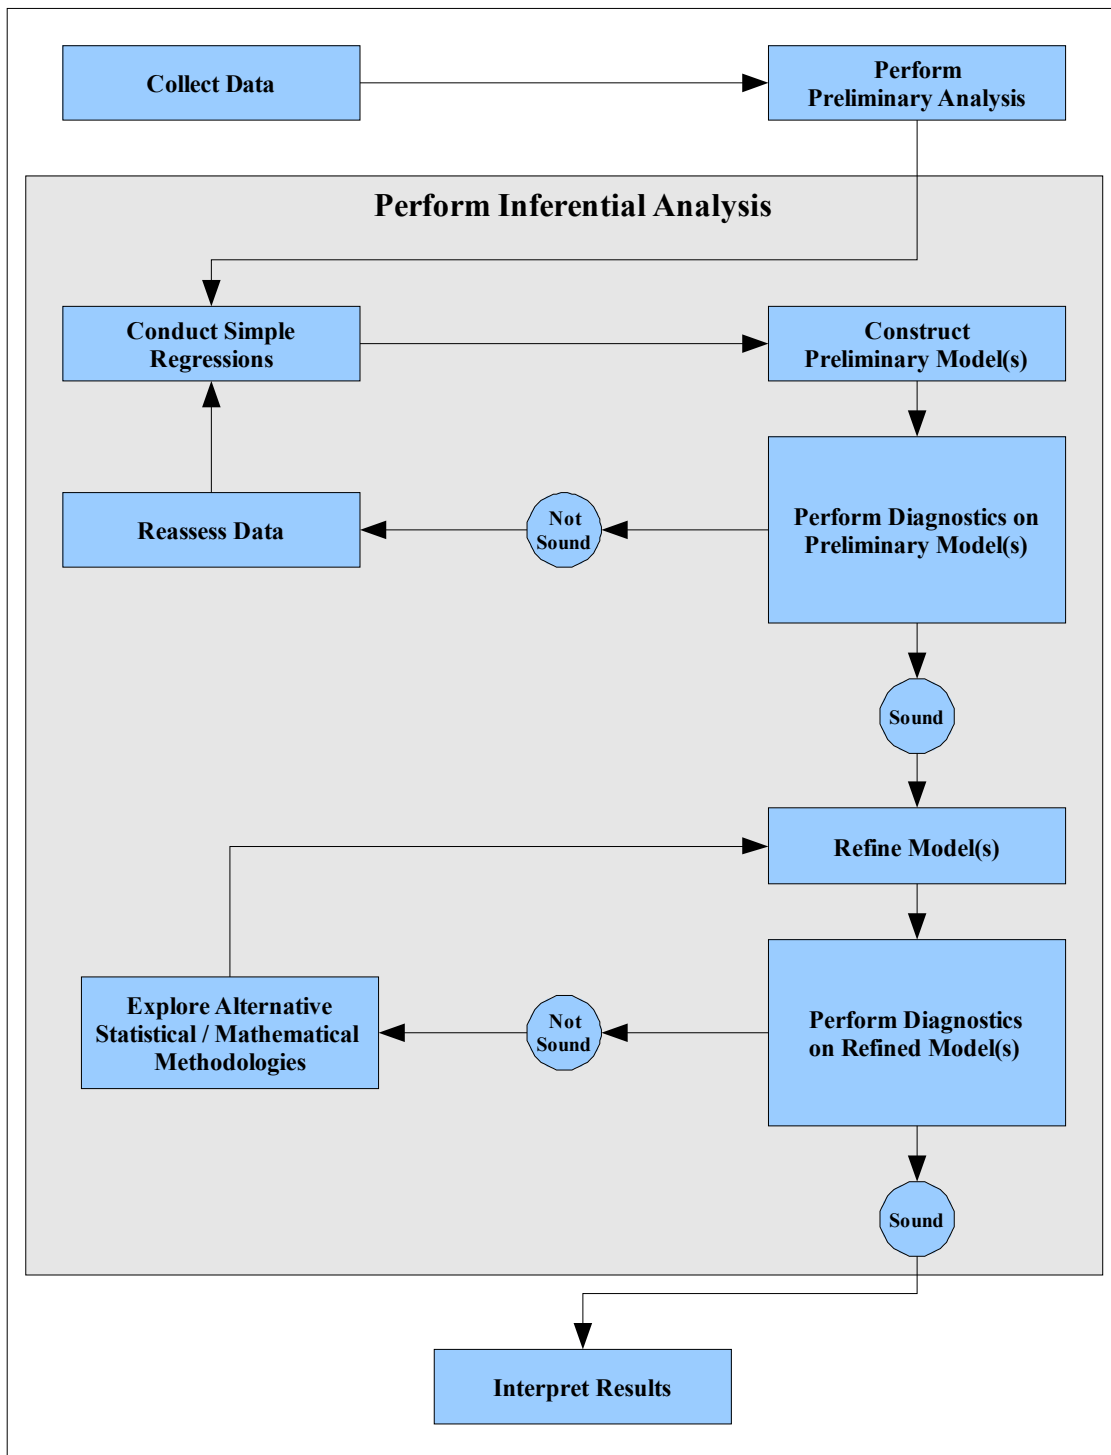 Collect Data
Perform
Preliminary Analysis
Perform Inferential Analysis
Conduct Simple
Regressions
Construct
Preliminary Model(s)
Reassess Data
Not
Sound
Perform Diagnostics on
Preliminary Model(s)
Sound
Refine Model(s)
Explore Alternative
Statistical / Mathematical
Methodologies
Not
Sound
Perform Diagnostics
on Refined Model(s)
Sound
Interpret Results